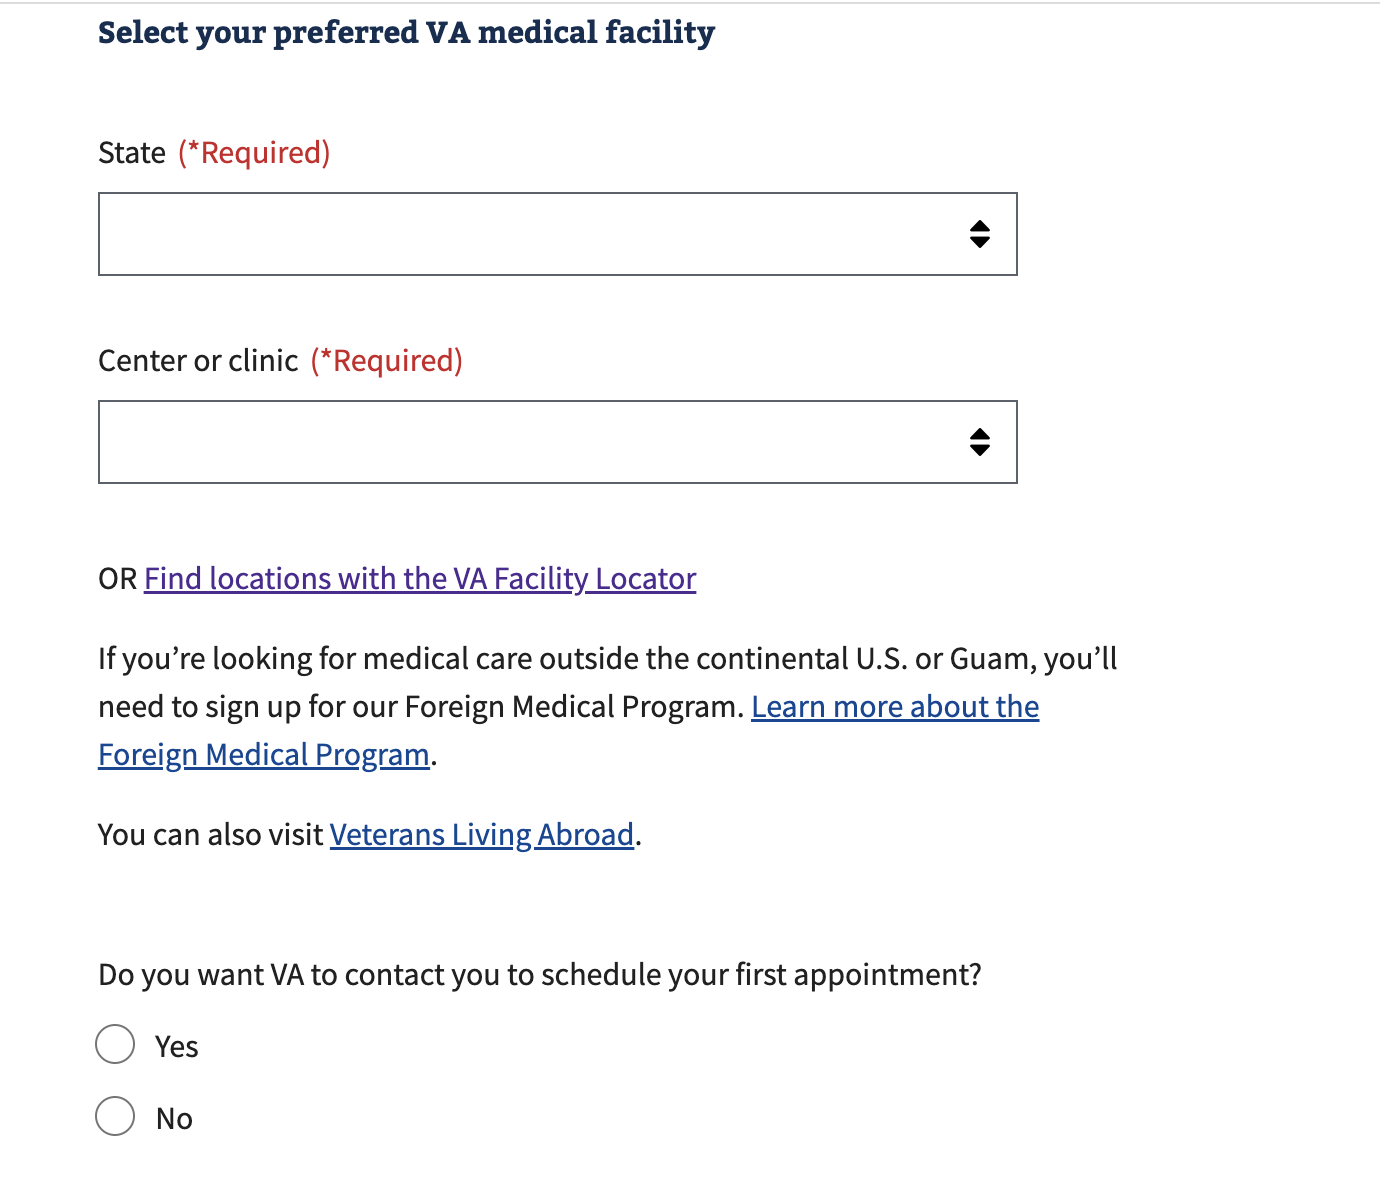 Select your preferred VA medical facility
State (*Required)
Center or clinic (*Required)
OR Find locations with the VA Facility Locator
If you’re looking for medical care outside the continental U.S. or Guam, you’ll
need to sign up for our Foreign Medical Program. Learn more about the
Foreign Medical Program.
You can also visit Veterans Living Abroad.
Do you want VA to contact you to schedule your first appointment?
Yes
No